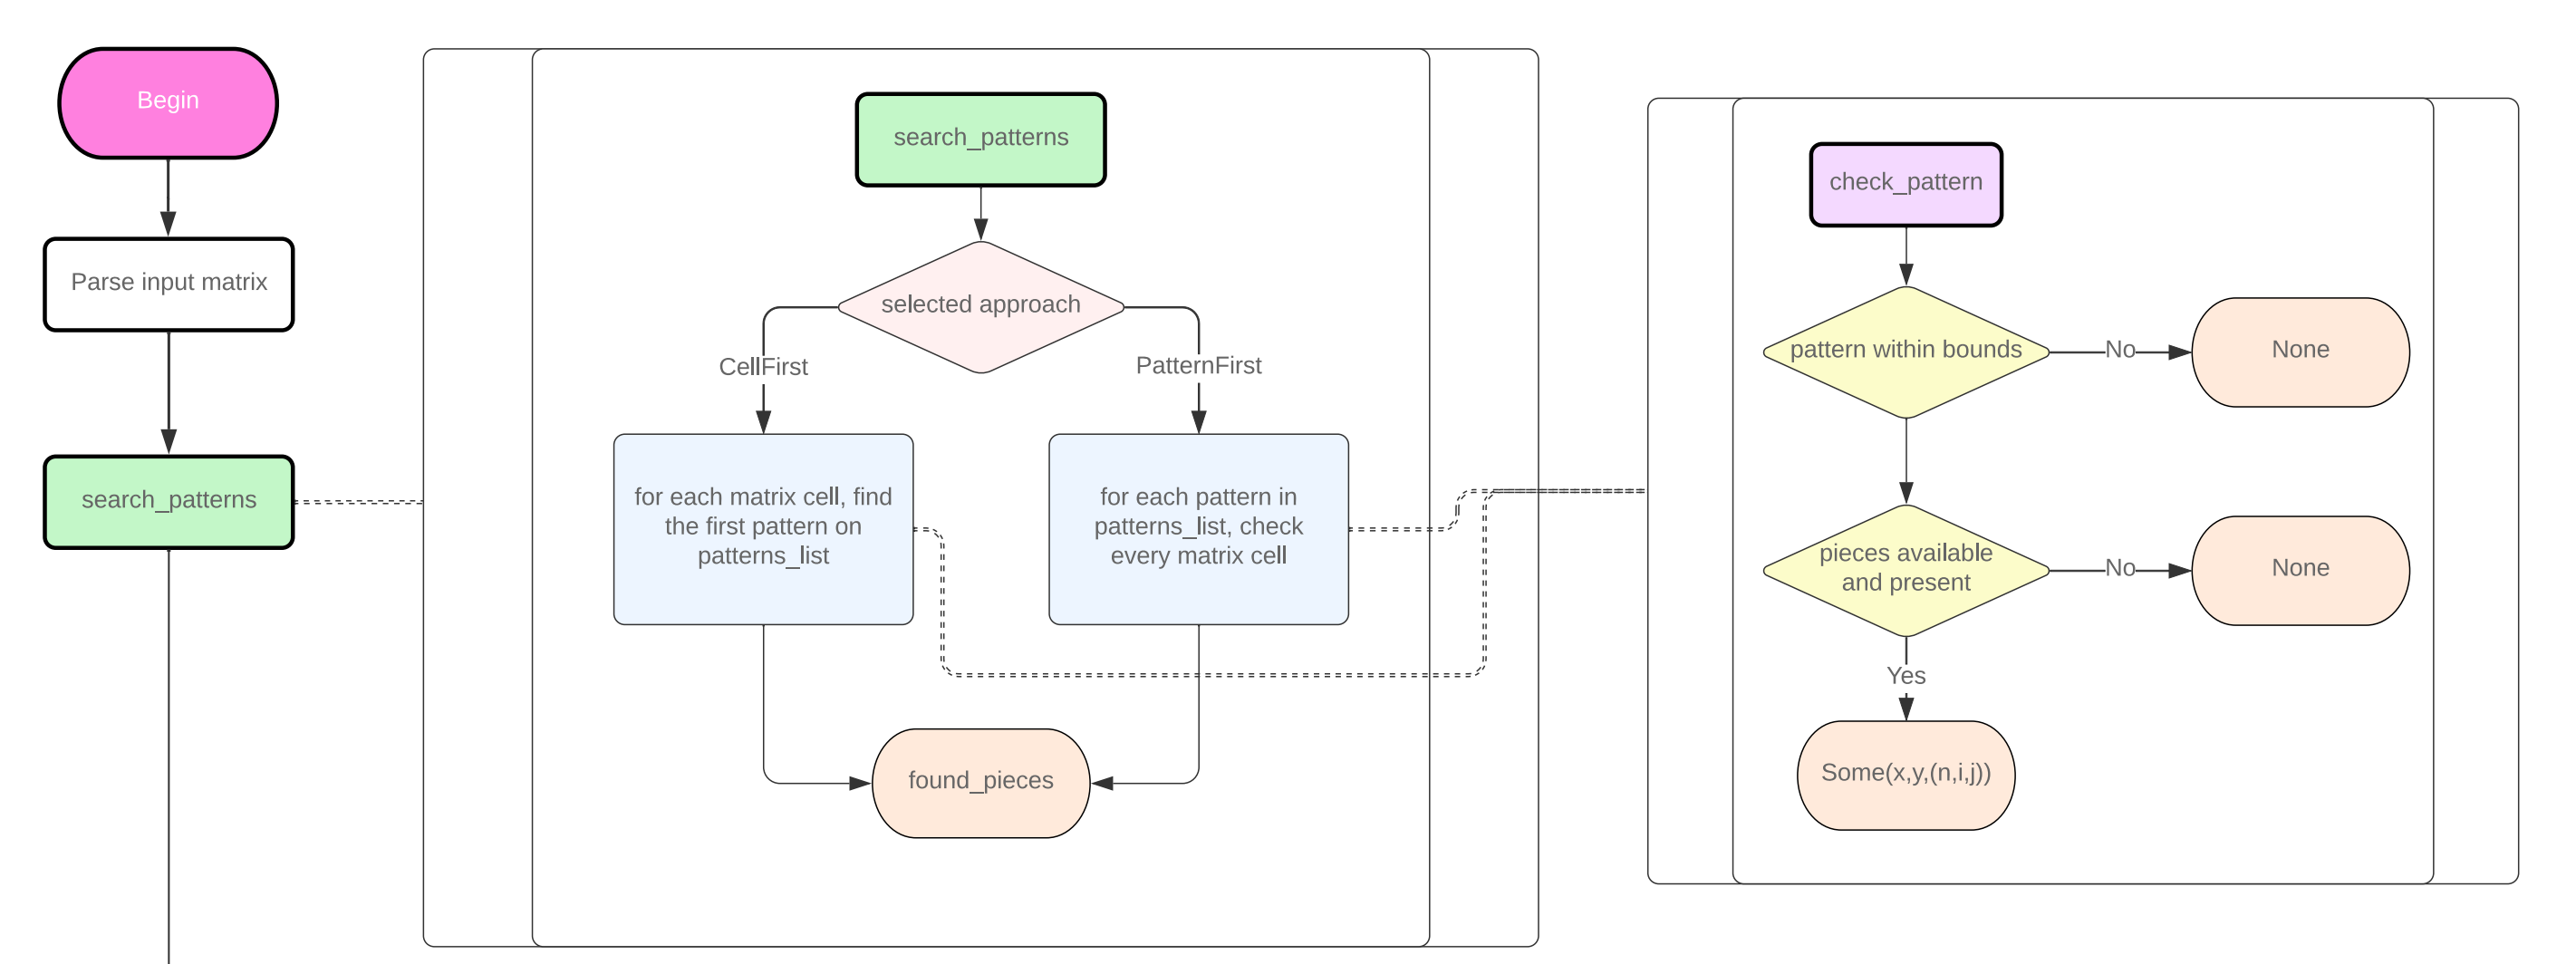 Begin
Parse input matrix
search_patterns
search_patterns
selected approach
CellFirst
PatternFirst
for each matrix cell, find
the first pattern on
patterns_list
for each pattern in
patterns_list, check
every matrix cell
found_pieces
check_pattern
pattern within bounds
No
None
pieces available
and present
No
None
Yes
Some(x,y,(n,i,j))